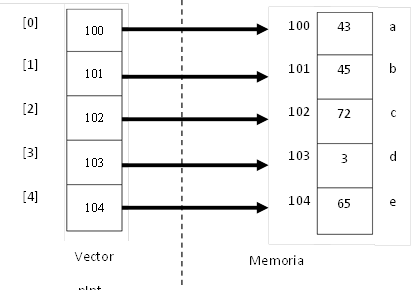 [0] 100 100 43 a
[1] 101 101 45 b
[2] 102 102 72 c
[3] 103 103 3 d
[4] 104 104 65 e
Vector Memoria